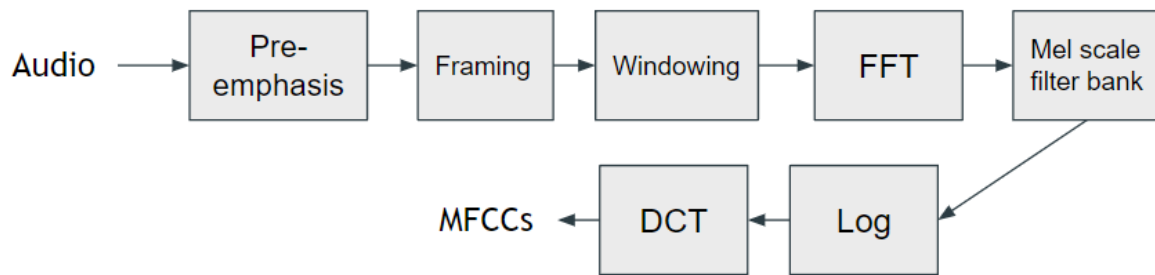 Audio
Pre-
emphasis
Framing
Windowing
FFT
Mel scale
filter bank
Log
DCT
MFCCs